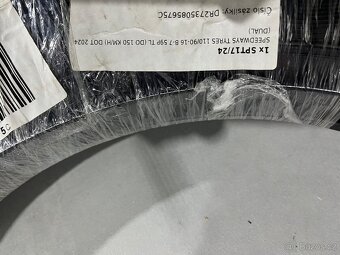 Číslo zásilky: DR2735085675C
1x SPT17/24
SPEEDWAYS TYRES 110/90-16 8-7 59P TL (DO 150 KM/H) DOT 2024
(DUAL)